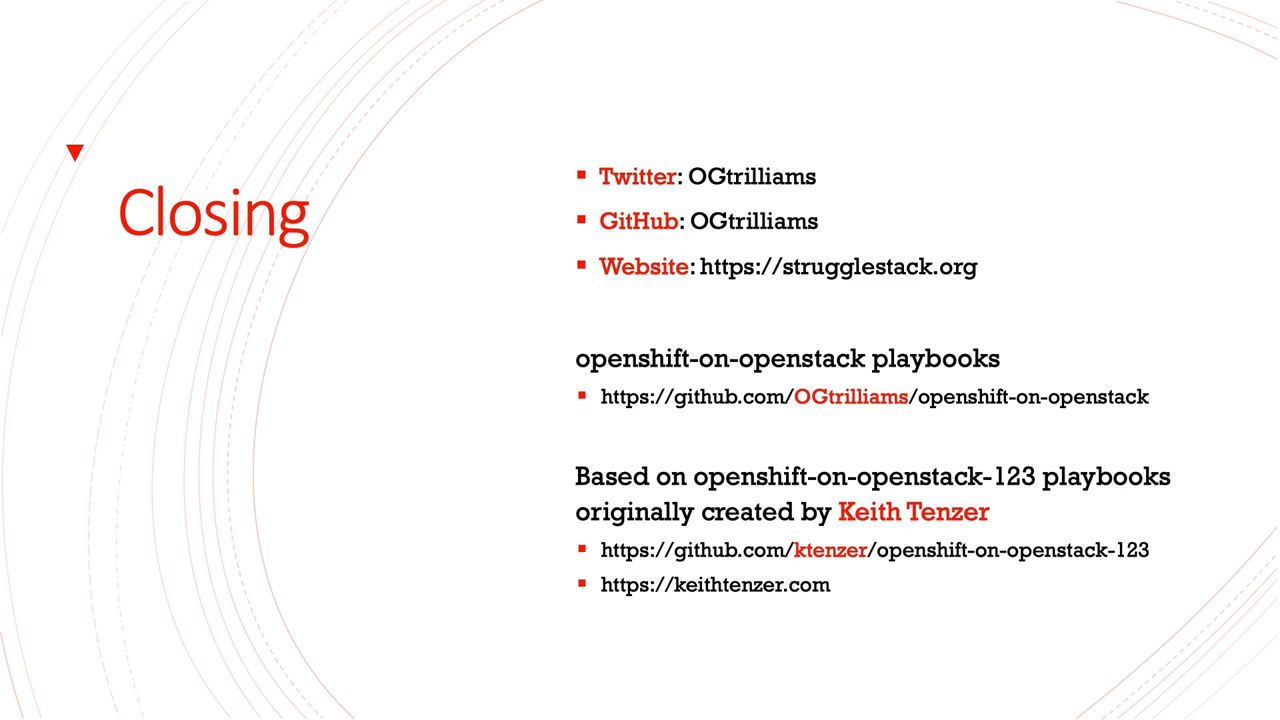 Closing
Twitter: OGtrilliams
GitHub: OGtrilliams
Website: https://strugglestack.org
openshift-on-openstack playbooks
https://github.com/OGtrilliams/openshift-on-openstack
Based on openshift-on-openstack-123 playbooks
originally created by Keith Tenzer
https://github.com/ktenzer/openshift-on-openstack-123
https://keithtenzer.com